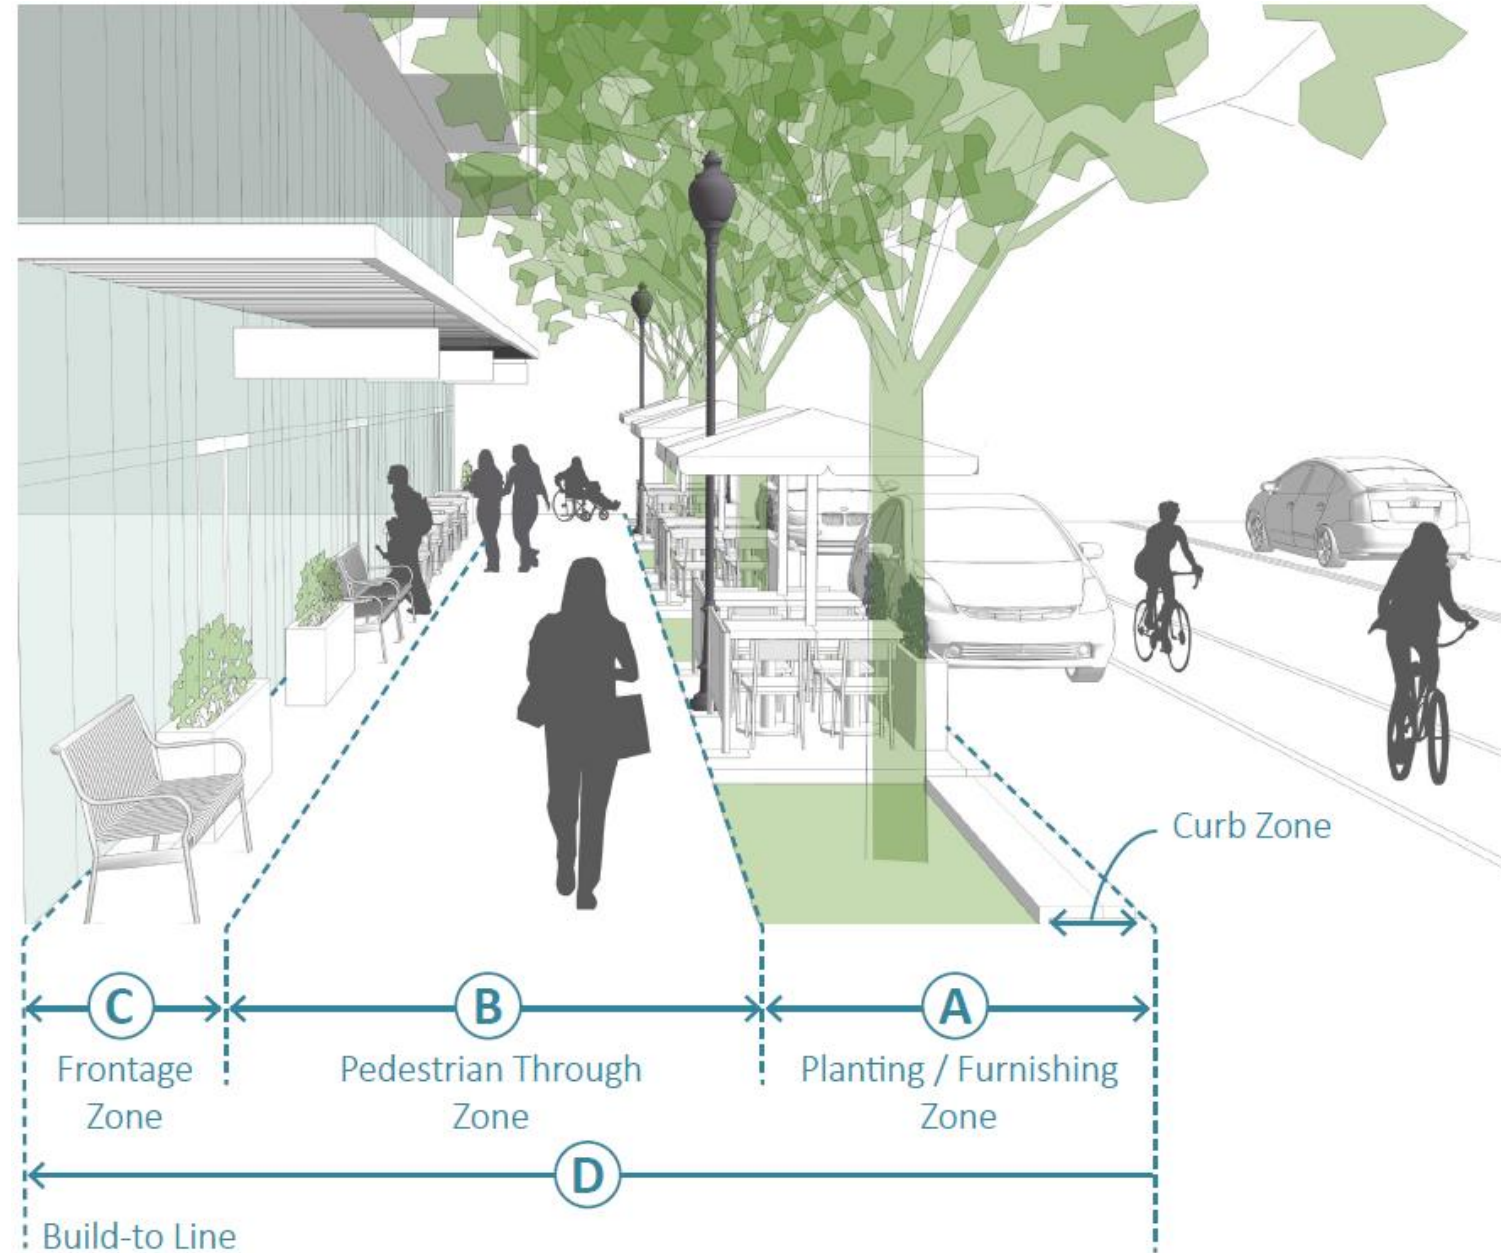 Curb Zone
C
B
A
Frontage
Zone
Pedestrian Through
Zone
Planting / Furnishing
Zone
D
Build-to Line